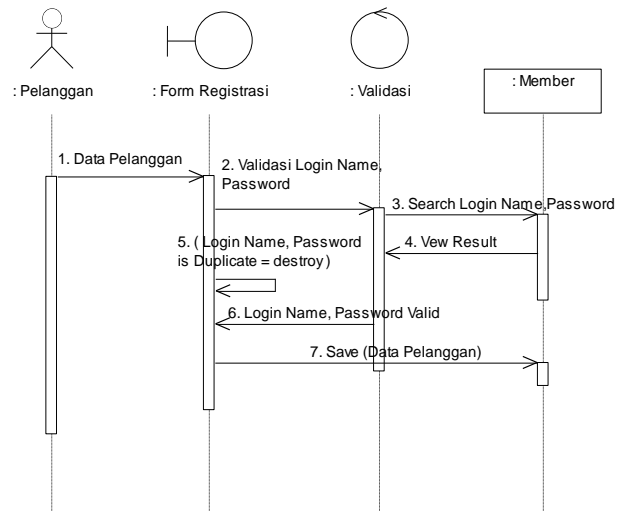 : Pelanggan
: Form Registrasi
: Validasi
: Member
1. Data Pelanggan
2. Validasi Login Name,
Password
3. Search Login Name,Password
4. Vew Result
5. ( Login Name, Password
is Duplicate = destroy)
6. Login Name, Password Valid
7. Save (Data Pelanggan)